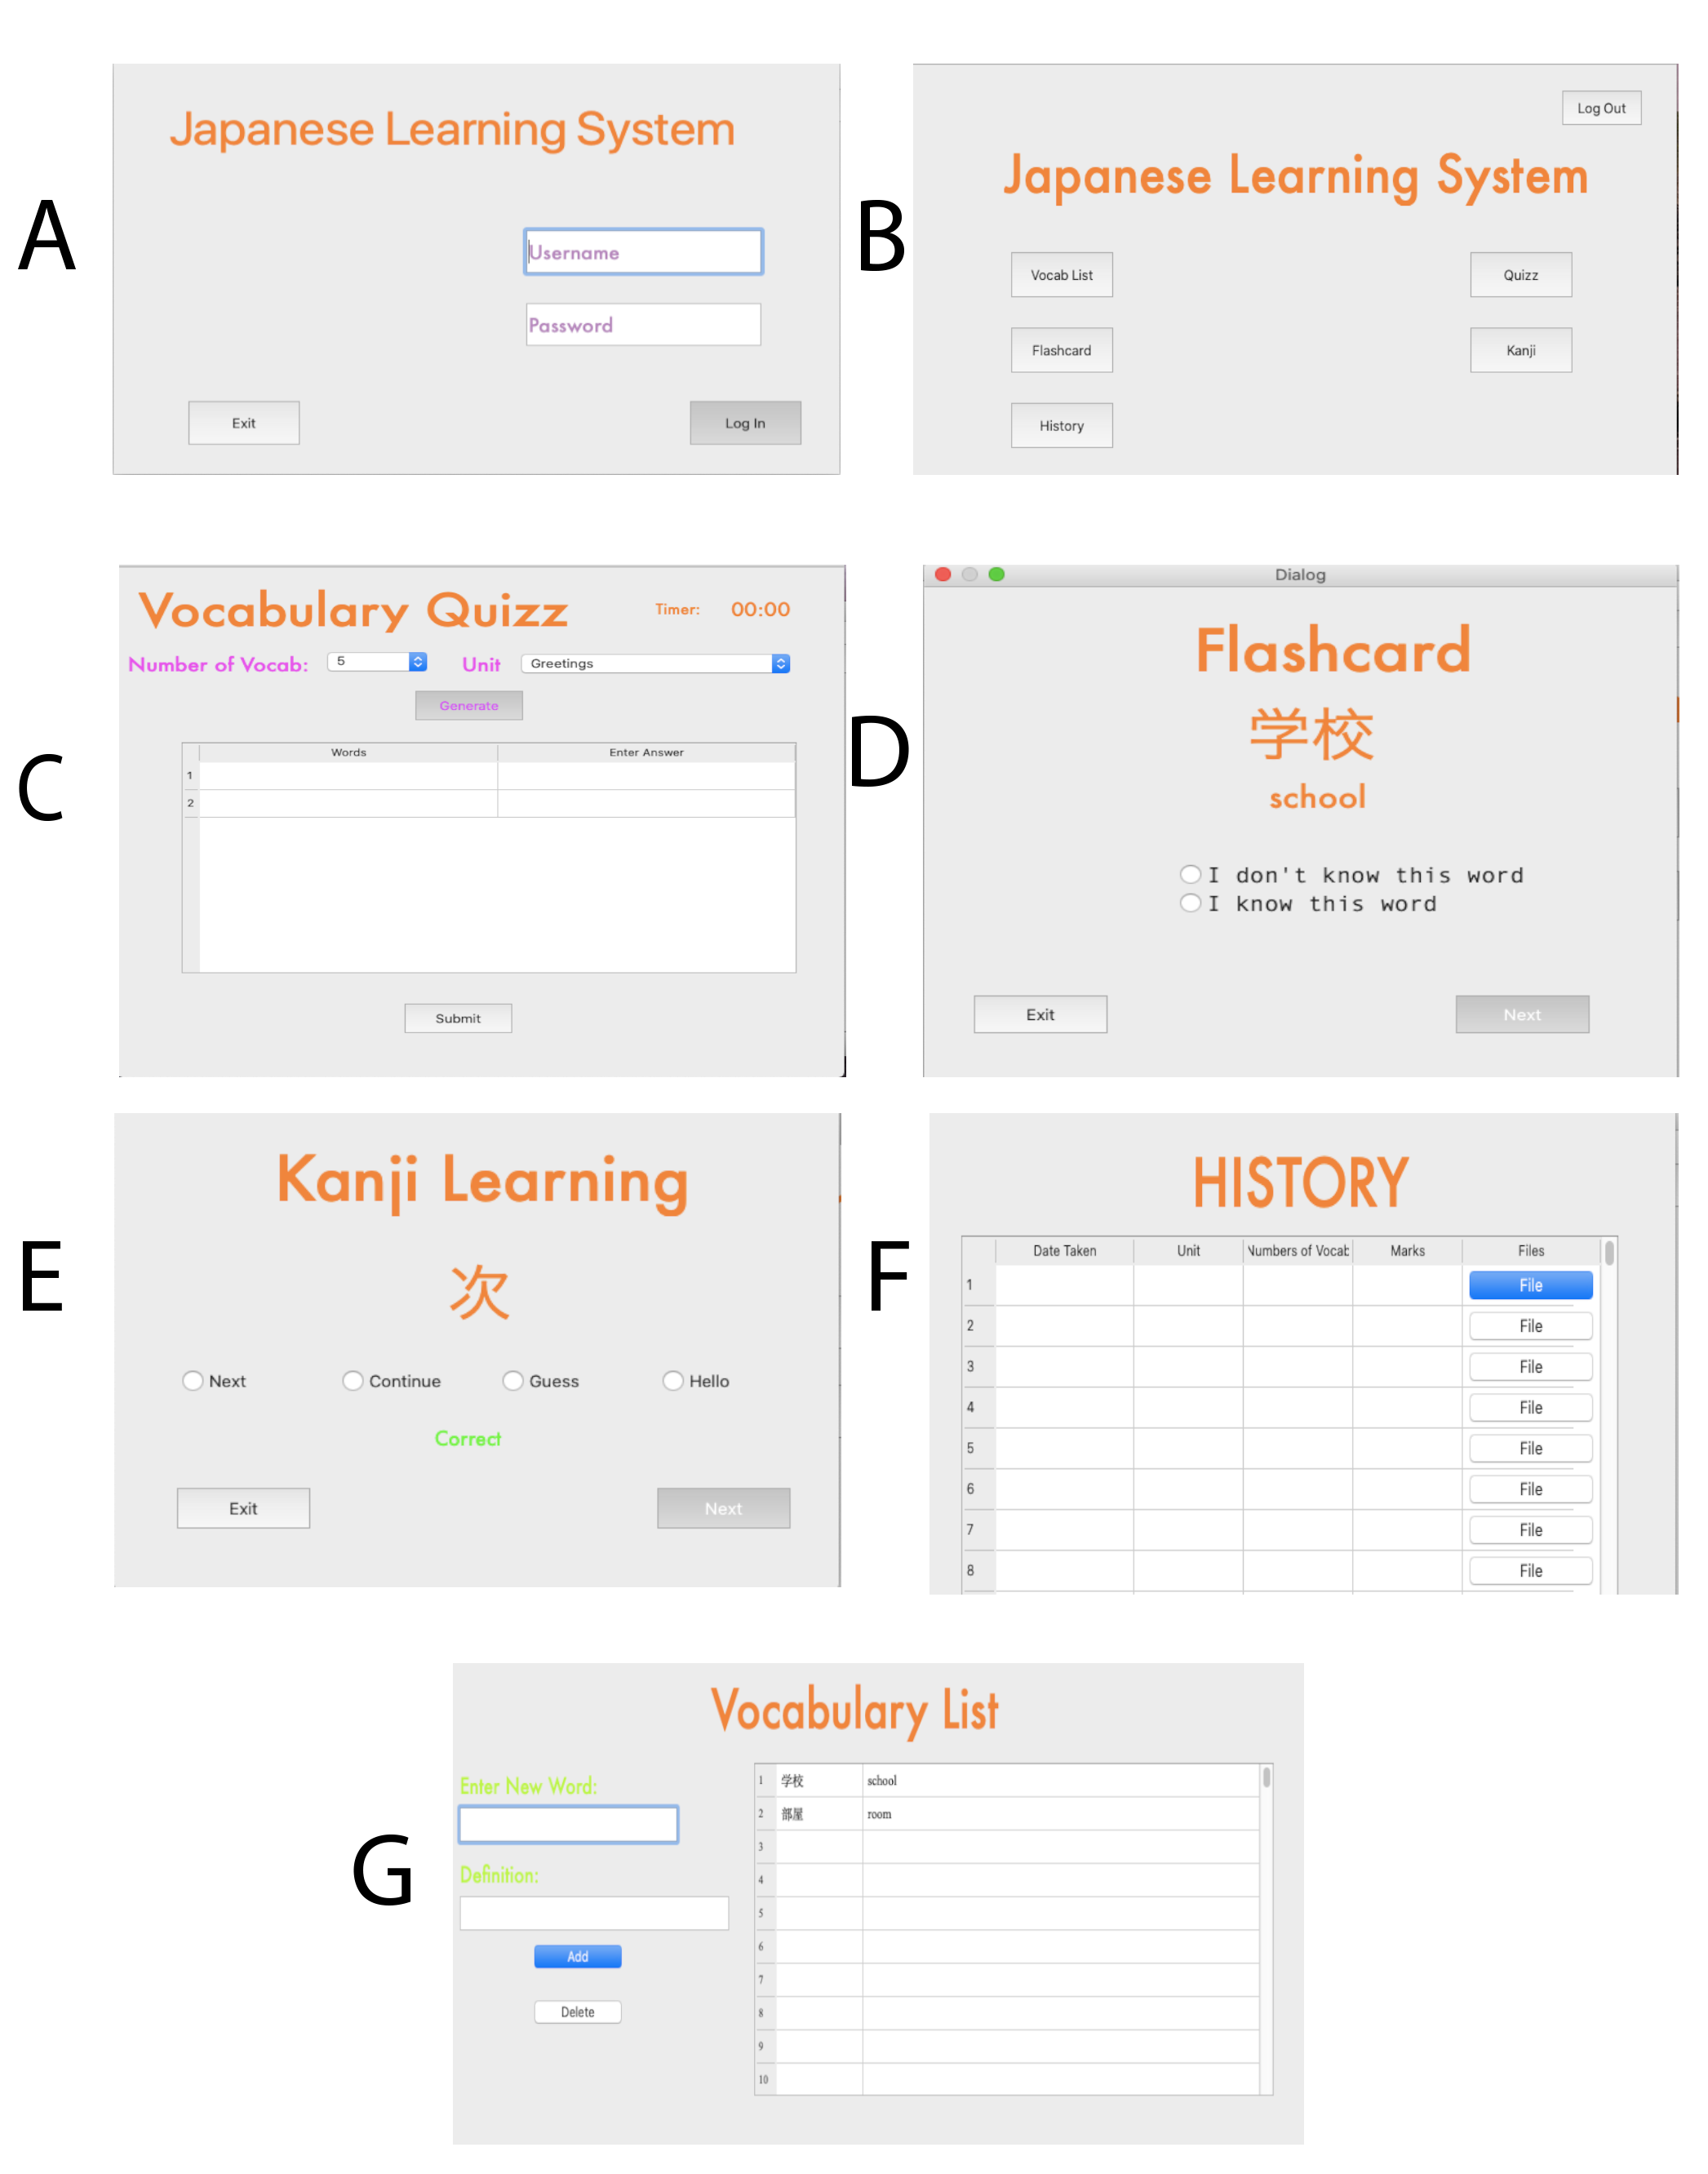 A
Japanese Learning System
Username
Password
Exit
Log In
B
Log Out
Japanese Learning System
Vocab List
Quizz
Flashcard
Kanji
History
C
Vocabulary Quizz
Timer: 00:00
Number of Vocab: 5 Unit Greetings
Generate
Words Enter Answer
1
2
Submit
D
Dialog
Flashcard
学校
school
I don't know this word
I know this word
Exit
Next
E
Kanji Learning
次
Next Continue Guess Hello
Correct
Exit
Next
F
HISTORY
Date Taken Unit Numbers of Vocab Marks Files
1 File
2 File
3 File
4 File
5 File
6 File
7 File
8 File
G
Vocabulary List
Enter New Word:
Definition:
Add
Delete
1 学校 school
2 部屋 room
3
4
5
6
7
8
9
10